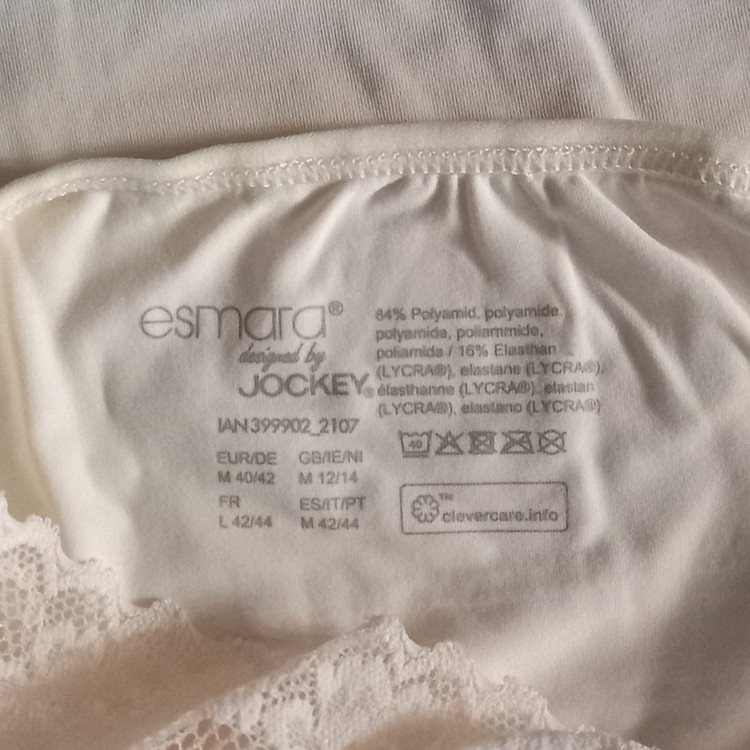 esmara®
designed by
JOCKEY®
IAN 399902_2107
EUR/DE GB/IE/NI
M 40/42 M 12/14
FR ES/IT/PT
L 42/44 M 42/44
84% Polyamid, polyamide,
polyamide, poliammide,
poliamida / 16% Elasthan
(LYCRA®), elastane (LYCRA®),
élasthanne (LYCRA®), elastan
(LYCRA®), elastano (LYCRA®)
40
™
clevercare.info